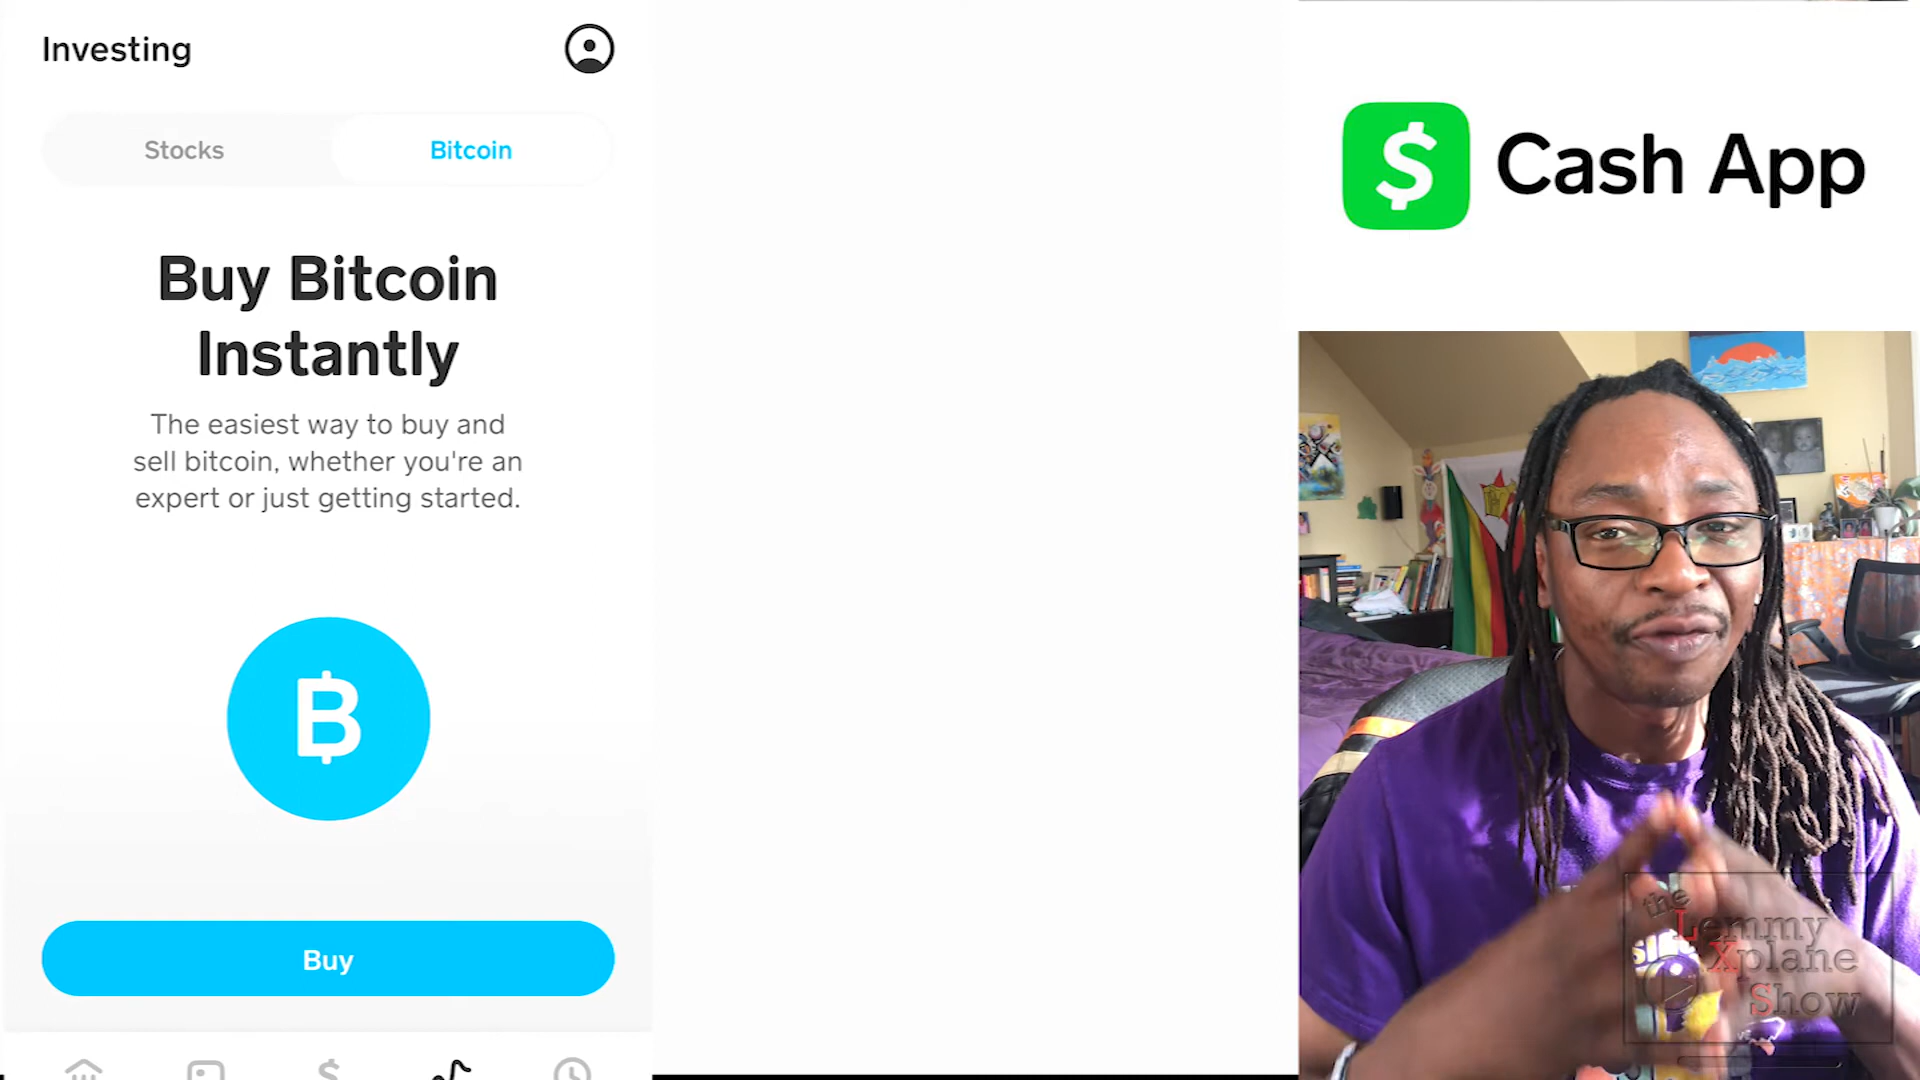 Investing
Stocks
Bitcoin
Buy Bitcoin
Instantly
The easiest way to buy and
sell bitcoin, whether you're an
expert or just getting started.
Buy
$ Cash App
the
Lemmy
Xplane
Show